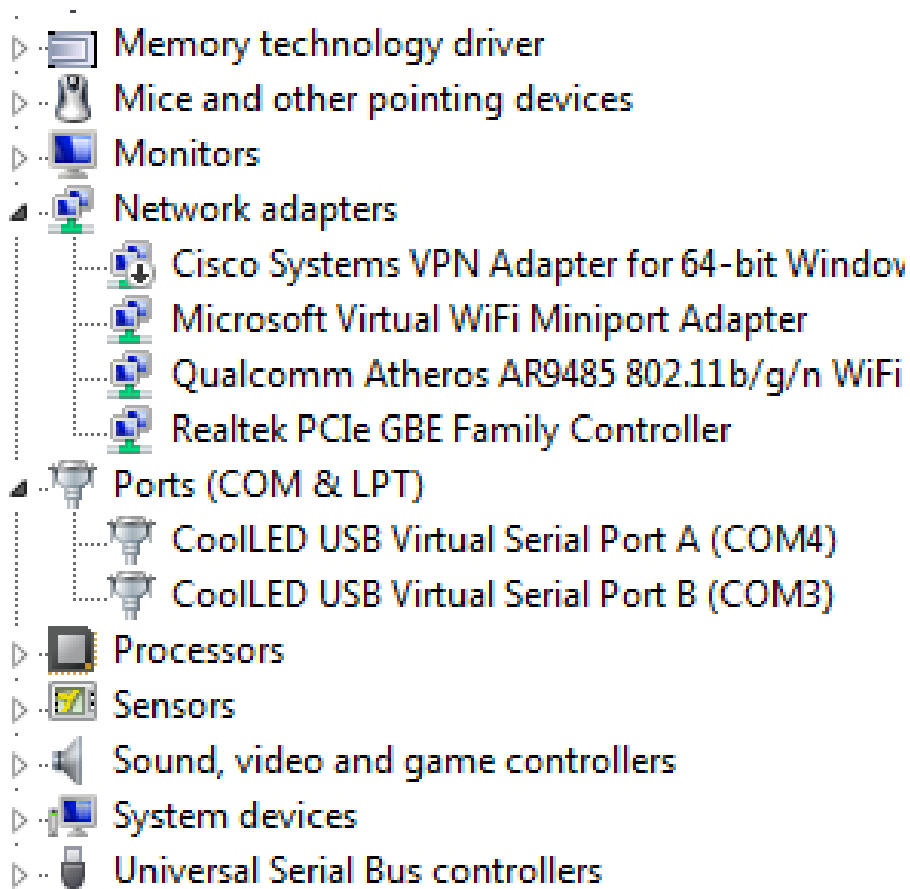 Memory technology driver
Mice and other pointing devices
Monitors
Network adapters
Cisco Systems VPN Adapter for 64-bit
Microsoft Virtual WiFi Miniport Adapter
Qualcomm Atheros AR9485 802.11b/g/n WiFi
Realtek PCIe GBE Family Controller
Ports (COM & LPT)
CoolLED USB Virtual Serial Port A (COM4)
CoolLED USB Virtual Serial Port B (COM3)
Processors
Sensors
Sound, video and game controllers
System devices
Universal Serial Bus controllers